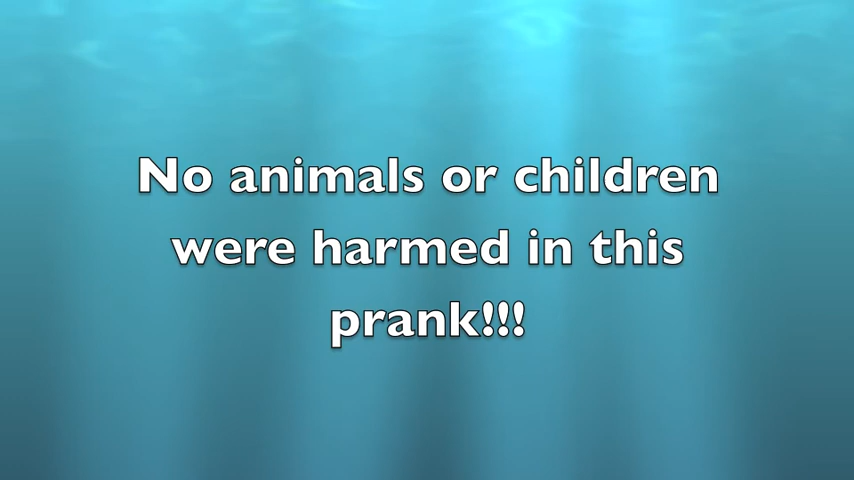 No animals or children
were harmed in this
prank!!!